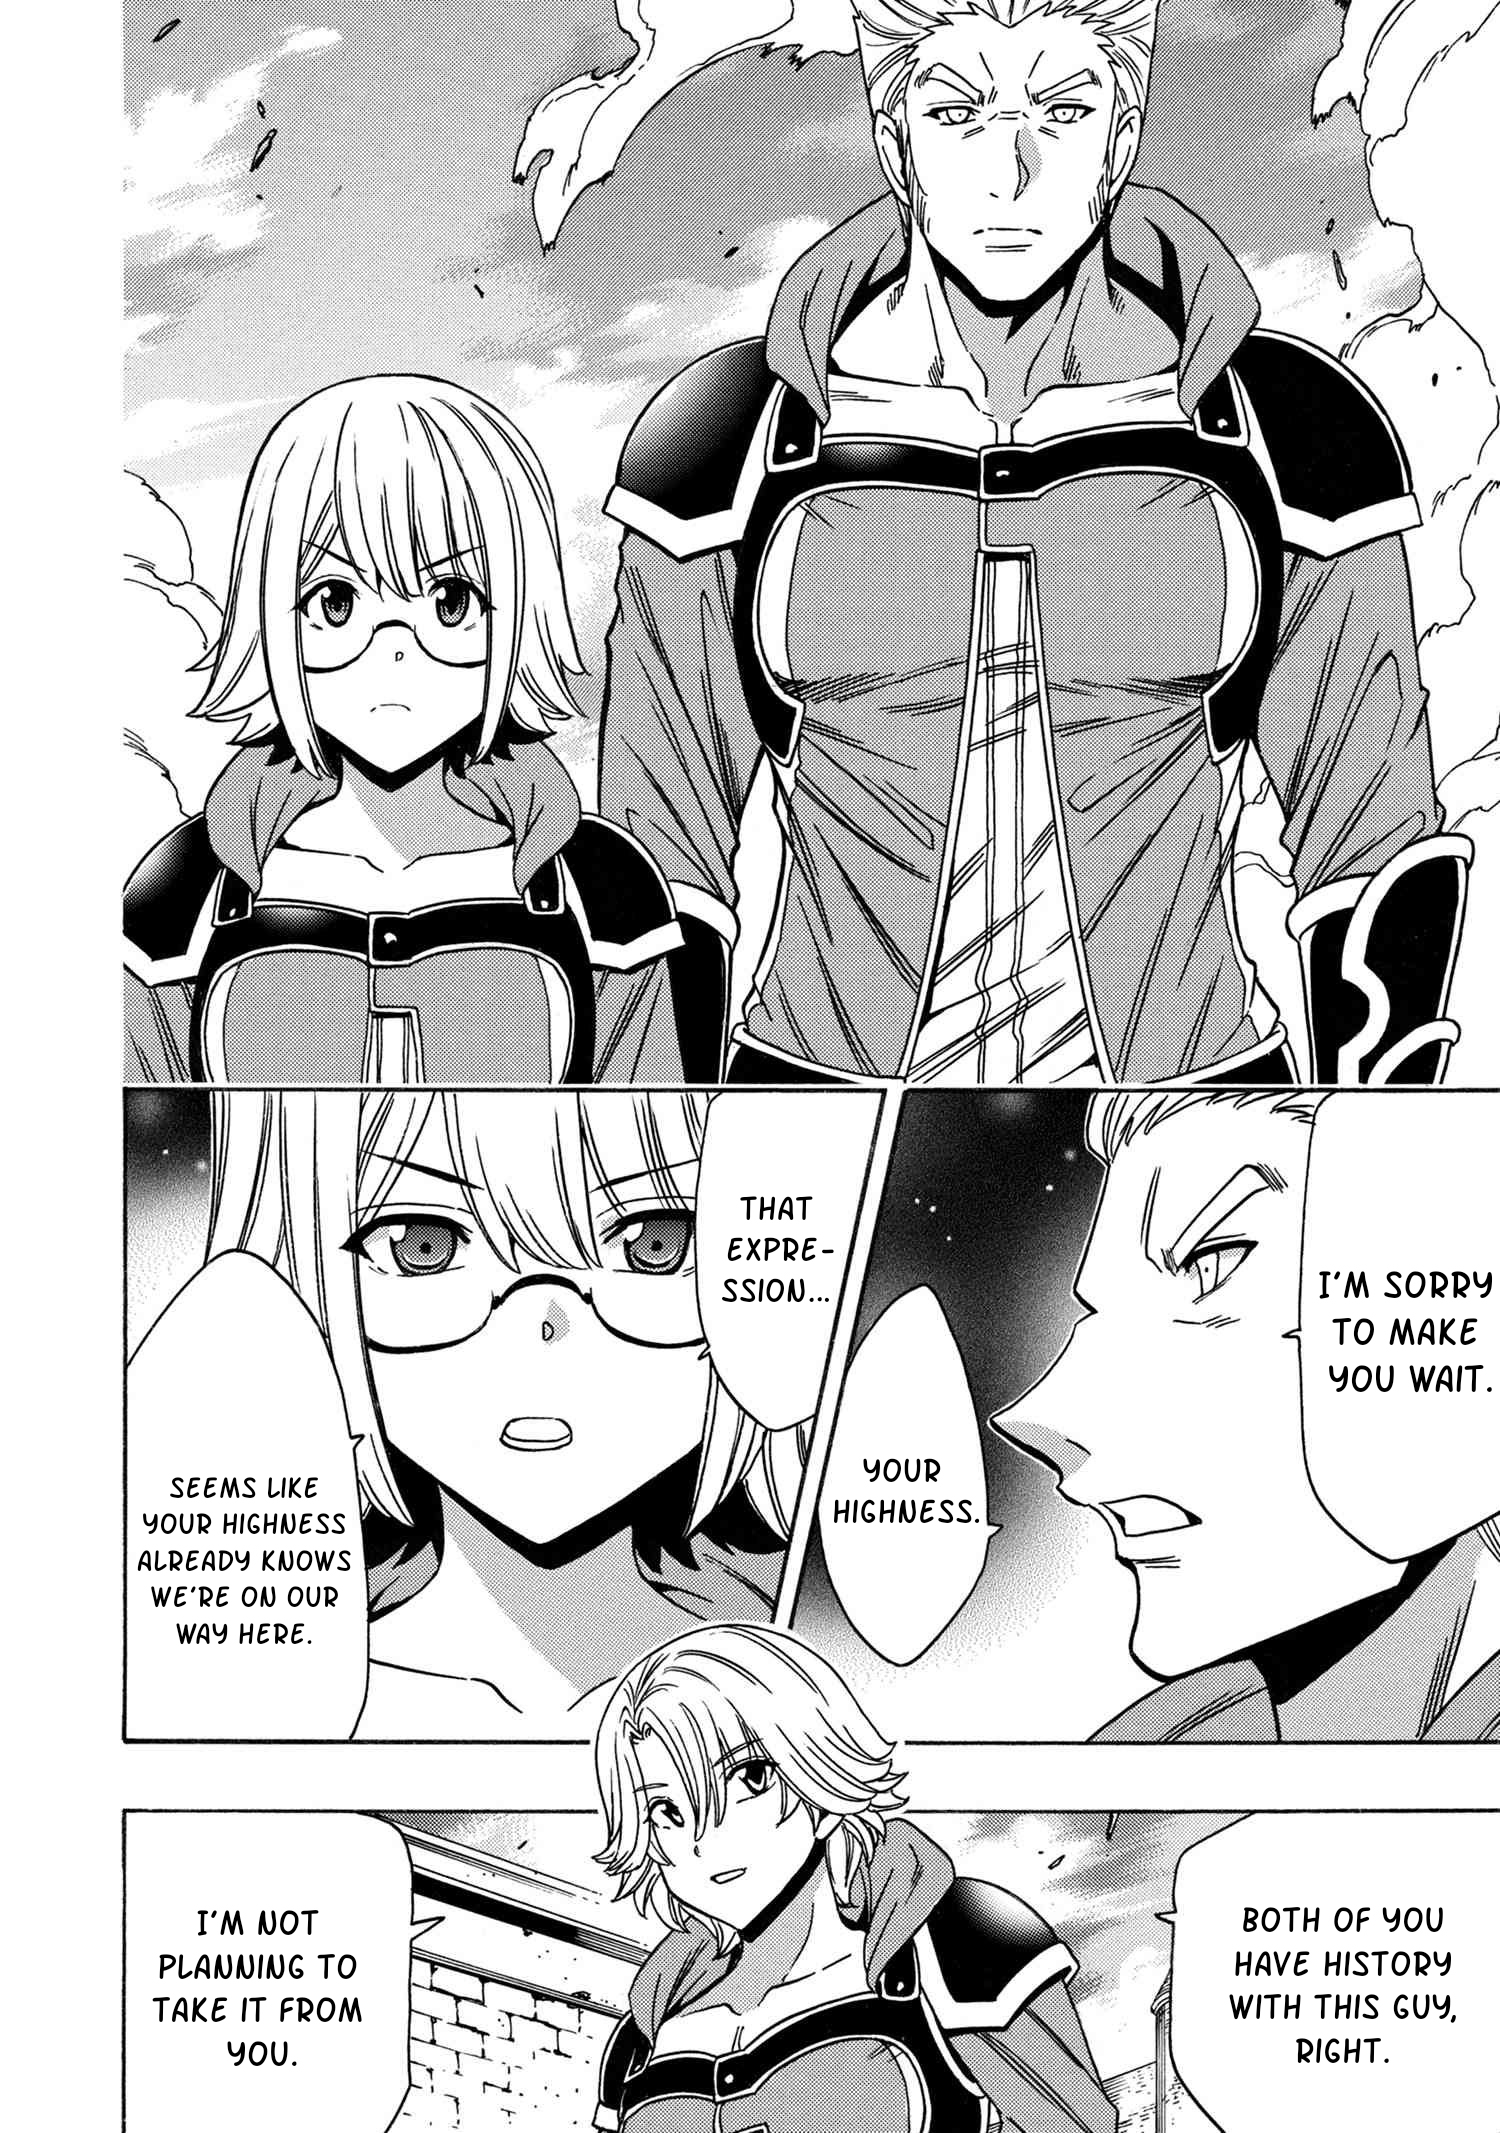 I'M SORRY
TO MAKE
YOU WAIT.
YOUR
HIGHNESS.
THAT
EXPRE-
SSION...
SEEMS LIKE
YOUR HIGHNESS
ALREADY KNOWS
WE'RE ON OUR
WAY HERE.
BOTH OF YOU
HAVE HISTORY
WITH THIS GUY,
RIGHT.
I'M NOT
PLANNING TO
TAKE IT FROM
YOU.